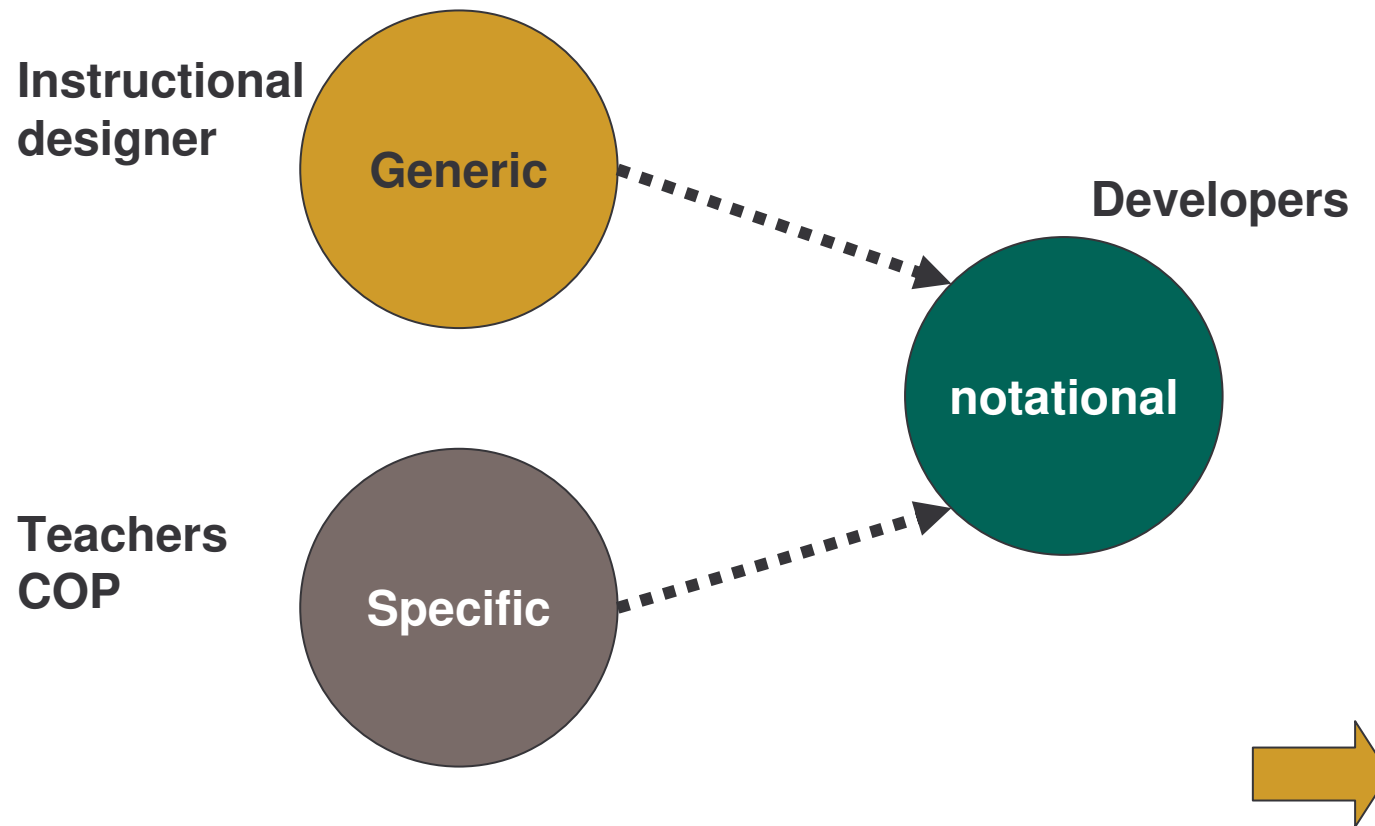 Instructional
designer
Generic
Developers
notational
Teachers
COP
Specific